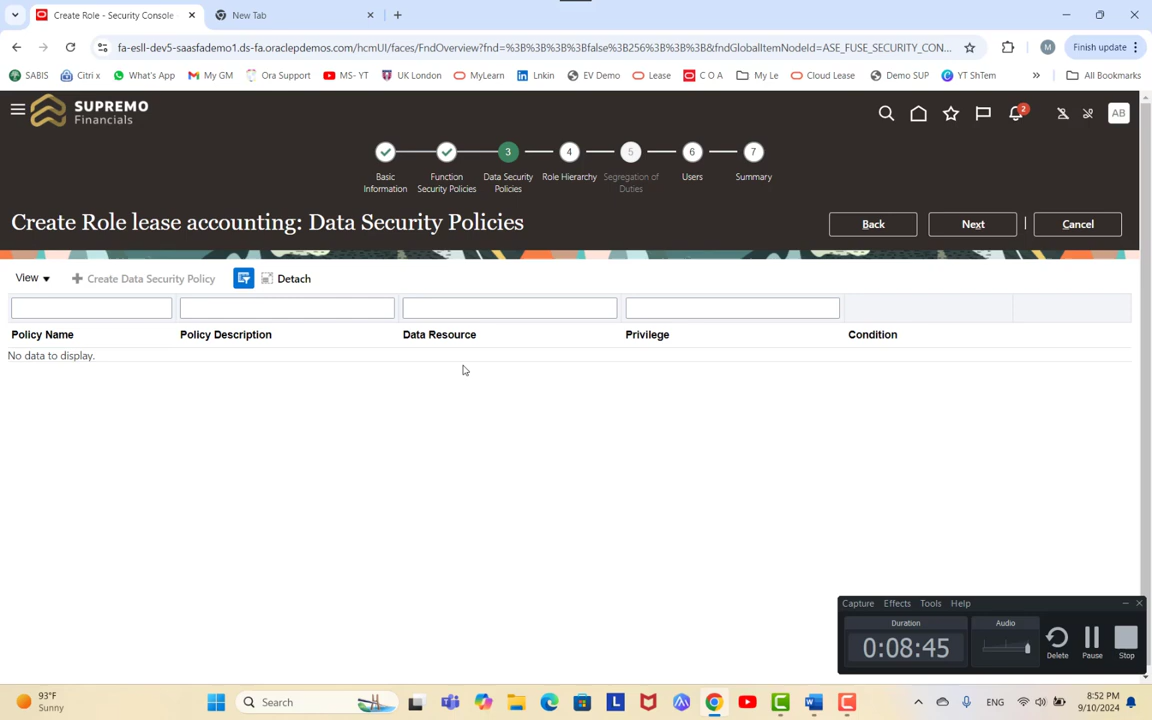 Create Role - Security Console
New Tab
fa-esll-dev5-saasfademo1.ds-fa.oraclepdemos.com/hcmUI/faces/FndOverview?fnd=%3B%3B%3B%3Bfalse%3B256%3B%3B%3B&fndGlobalItemNodeId=ASE_FUSE_SECURITY_CON...
M
Finish update
SABIS
Citri x
What's App
My GM
Ora Support
MS- YT
UK London
MyLearn
Lnkin
EV Demo
Lease
C O A
My Le
Cloud Lease
Demo SUP
YT ShTem
»
All Bookmarks
SUPREMO
Financials
2
AB
3
4
5
6
7
Basic Information
Function Security Policies
Data Security Policies
Role Hierarchy
Segregation of Duties
Users
Summary
Create Role lease accounting: Data Security Policies
Back
Next
Cancel
View
Create Data Security Policy
Detach
Policy Name
Policy Description
Data Resource
Privilege
Condition
No data to display.
Capture
Effects
Tools
Help
Duration
Audio
0:08:45
Delete
Pause
Stop
93°F
Sunny
Search
L
ENG
8:52 PM
9/10/2024